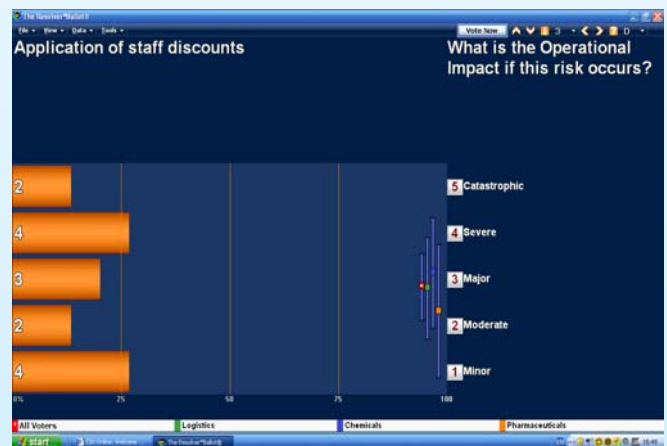 The Resolver*Ballot®
File View Data Tools
Vote Now 3 D
Application of staff discounts
What is the Operational
Impact if this risk occurs?
2
5 Catastrophic
4
4 Severe
3
3 Major
2
2 Moderate
4
1 Minor
0% 25 50 75 100
All Voters Logistics Chemicals Pharmaceuticals
start
The Resolver*Ballot®